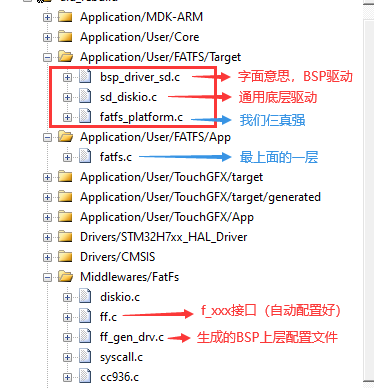 Application/MDK-ARM
Application/User/Core
Application/User/FATFS/Target
bsp_driver_sd.c 字面意思，BSP驱动
sd_diskio.c 通用底层驱动
fatfs_platform.c 我们仨真强
Application/User/FATFS/App
fatfs.c 最上面的一层
Application/User/TouchGFX/target
Application/User/TouchGFX/target/generated
Application/User/TouchGFX/App
Drivers/STM32H7xx_HAL_Driver
Drivers/CMSIS
Middlewares/FatFs
diskio.c
ff.c f_xxx接口（自动配置好）
ff_gen_drv.c 生成的BSP上层配置文件
syscall.c
cc936.c